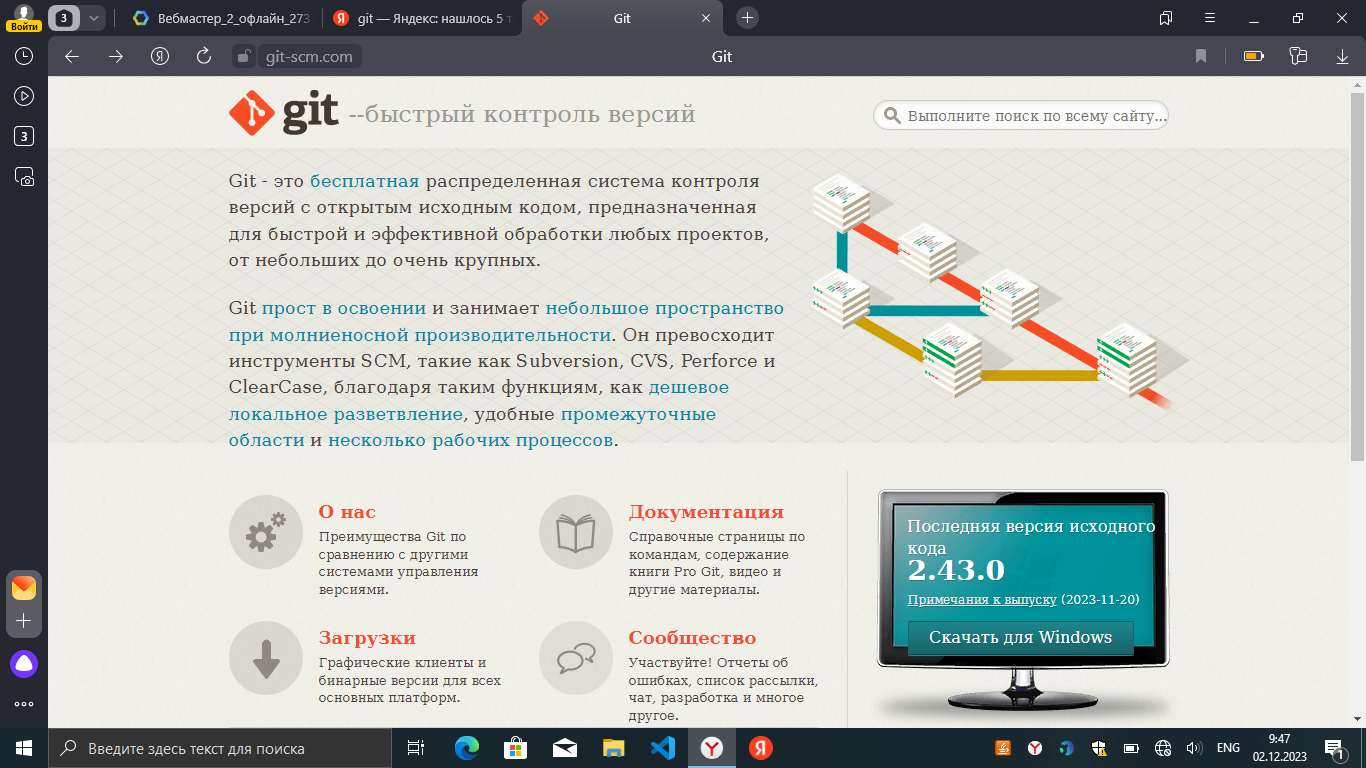 3
Вебмастер_2_офлайн_273
git — Яндекс: нашлось 5 т
Git
Войти
git-scm.com
Git
3
git --быстрый контроль версий
Выполните поиск по всему сайту...
Git - это бесплатная распределенная система контроля
версий с открытым исходным кодом, предназначенная
для быстрой и эффективной обработки любых проектов,
от небольших до очень крупных.
Git прост в освоении и занимает небольшое пространство
при молниеносной производительности. Он превосходит
инструменты SCM, такие как Subversion, CVS, Perforce и
ClearCase, благодаря таким функциям, как дешевое
локальное разветвление, удобные промежуточные
области и несколько рабочих процессов.
О нас
Преимущества Git по
сравнению с другими
системами управления
версиями.
Документация
Справочные страницы по
командам, содержание
книги Pro Git, видео и
другие материалы.
Загрузки
Графические клиенты и
бинарные версии для всех
основных платформ.
Сообщество
Участвуйте! Отчеты об
ошибках, список рассылки,
чат, разработка и многое
другое.
Последняя версия исходного
кода
2.43.0
Примечания к выпуску (2023-11-20)
Скачать для Windows
Введите здесь текст для поиска
ENG
9:47
02.12.2023
1